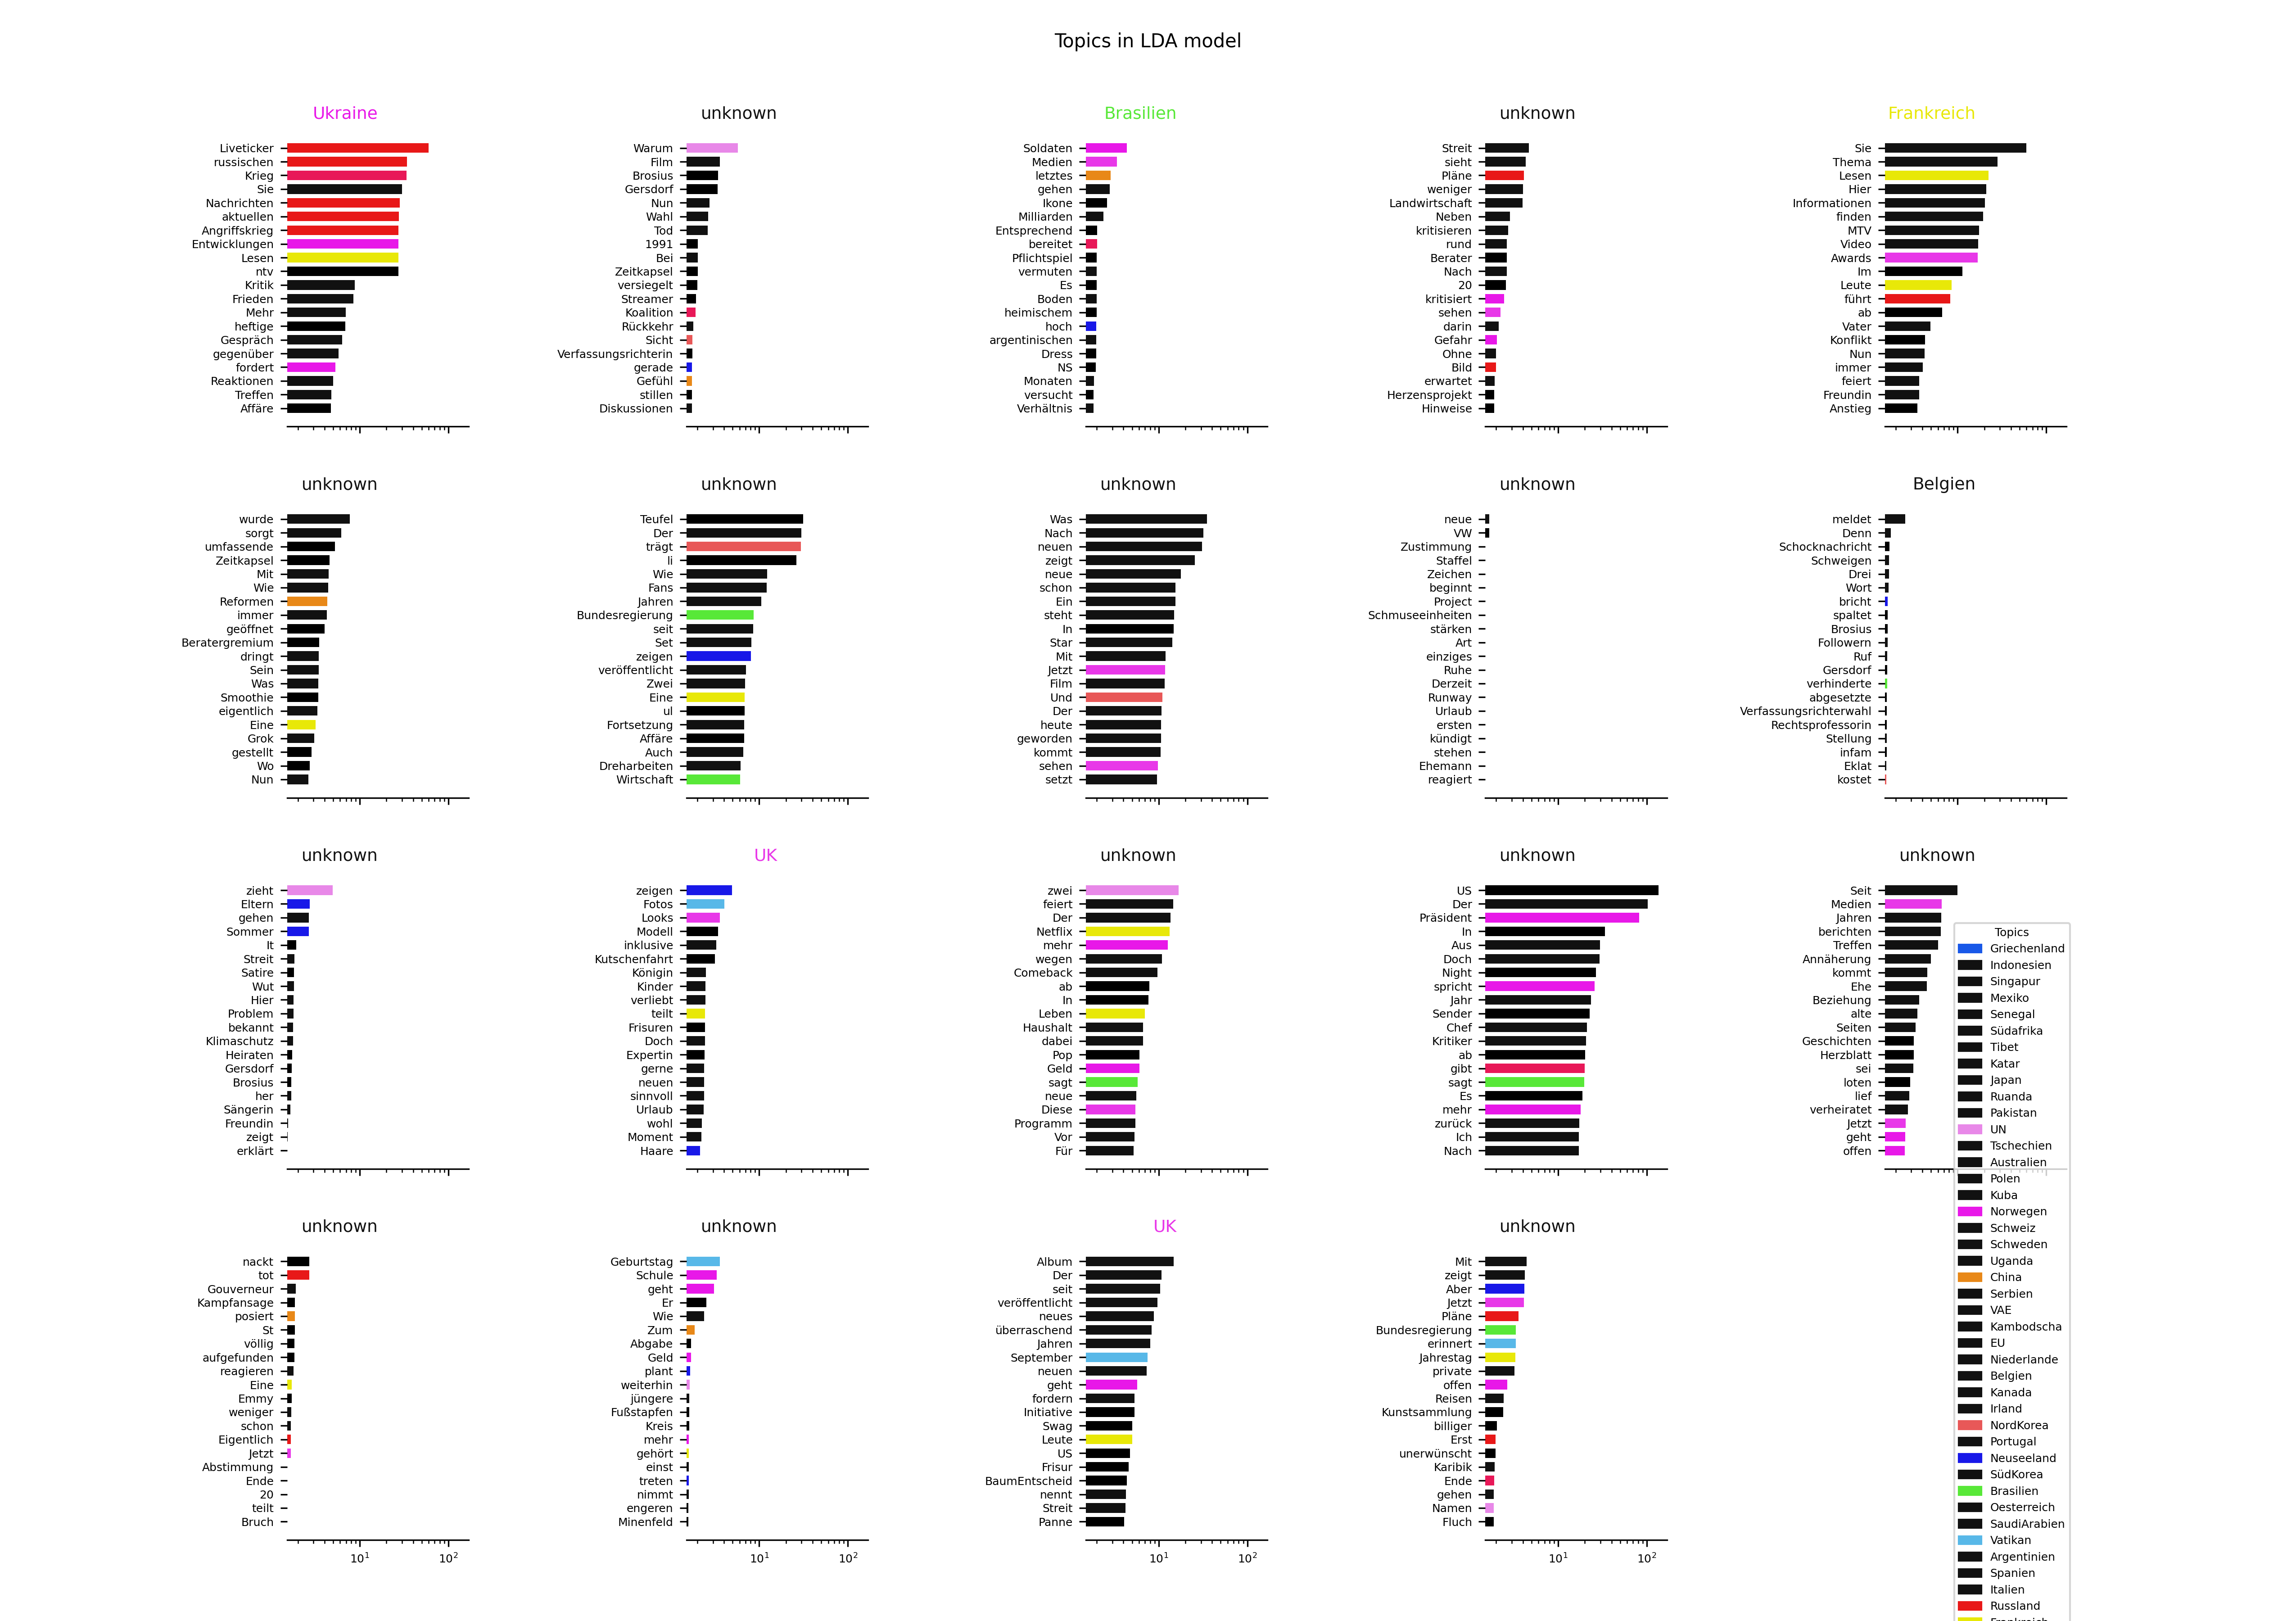 Topics in LDA model
Ukraine
Liveticker
russischen
Krieg
Sie
Nachrichten
aktuellen
Angriffskrieg
Entwicklungen
Lesen
ntv
Kritik
Frieden
Mehr
heftige
Gespräch
gegenüber
fordert
Reaktionen
Treffen
Affäre
unknown
Warum
Film
Brosius
Gersdorf
Nun
Wahl
Tod
1991
Bei
Zeitkapsel
versiegelt
Streamer
Koalition
Rückkehr
Sicht
Verfassungsrichterin
gerade
Gefühl
stillen
Diskussionen
Brasilien
Soldaten
Medien
letztes
gehen
Ikone
Milliarden
Entsprechend
bereitet
Pflichtspiel
vermuten
Es
Boden
heimischem
hoch
argentinischen
Dress
NS
Monaten
versucht
Verhältnis
unknown
Streit
sieht
Pläne
weniger
Landwirtschaft
Neben
kritisieren
rund
Berater
Nach
20
kritisiert
sehen
darin
Gefahr
Ohne
Bild
erwartet
Herzensprojekt
Hinweise
Frankreich
Sie
Thema
Lesen
Hier
Informationen
finden
MTV
Video
Awards
Im
Leute
führt
ab
Vater
Konflikt
Nun
immer
feiert
Freundin
Anstieg
unknown
wurde
sorgt
umfassende
Zeitkapsel
Mit
Wie
Reformen
immer
geöffnet
Beratergremium
dringt
Sein
Was
Smoothie
eigentlich
Eine
Grok
gestellt
Wo
Nun
unknown
Teufel
Der
trägt
li
Wie
Fans
Jahren
Bundesregierung
seit
Set
zeigen
veröffentlicht
Zwei
Eine
ul
Fortsetzung
Affäre
Auch
Dreharbeiten
Wirtschaft
unknown
Was
Nach
neuen
zeigt
neue
schon
Ein
steht
In
Star
Mit
Jetzt
Film
Und
Der
heute
geworden
kommt
sehen
setzt
unknown
neue
VW
Zustimmung
Staffel
Zeichen
beginnt
Project
Schmuseeinheiten
stärken
Art
einziges
Ruhe
Derzeit
Runway
Urlaub
ersten
kündigt
stehen
Ehemann
reagiert
Belgien
meldet
Denn
Schocknachricht
Schweigen
Drei
Wort
bricht
spaltet
Brosius
Followern
Ruf
Gersdorf
verhinderte
abgesetzte
Verfassungsrichterwahl
Rechtsprofessorin
Stellung
infam
Eklat
kostet
unknown
zieht
Eltern
gehen
Sommer
It
Streit
Satire
Wut
Hier
Problem
bekannt
Klimaschutz
Heiraten
Gersdorf
Brosius
her
Sängerin
Freundin
zeigt
erklärt
UK
zeigen
Fotos
Looks
Modell
inklusive
Kutschenfahrt
Königin
Kinder
verliebt
teilt
Frisuren
Doch
Expertin
gerne
neuen
sinnvoll
Urlaub
wohl
Moment
Haare
unknown
zwei
feiert
Der
Netflix
mehr
wegen
Comeback
ab
In
Leben
Haushalt
dabei
Pop
Geld
sagt
neue
Diese
Programm
Vor
Für
unknown
US
Der
Präsident
In
Aus
Doch
Night
spricht
Jahr
Sender
Chef
Kritiker
ab
gibt
sagt
Es
mehr
zurück
Ich
Nach
unknown
Seit
Medien
Jahren
berichten
Treffen
Annäherung
kommt
Ehe
Beziehung
alte
Seiten
Geschichten
Herzblatt
sei
loten
lief
verheiratet
Jetzt
geht
offen
unknown
nackt
tot
Gouverneur
Kampfansage
posiert
St
völlig
aufgefunden
reagieren
Eine
Emmy
weniger
schon
Eigentlich
Jetzt
Abstimmung
Ende
20
teilt
Bruch
10¹ 10²
unknown
Geburtstag
Schule
geht
Er
Wie
Zum
Abgabe
Geld
plant
weiterhin
jüngere
Fußstapfen
Kreis
mehr
gehört
einst
treten
nimmt
engeren
Minenfeld
10¹ 10²
UK
Album
Der
seit
veröffentlicht
neues
überraschend
Jahren
September
neuen
geht
fordern
Initiative
Swag
Leute
US
Frisur
BaumEntscheid
nennt
Streit
Panne
10¹ 10²
unknown
Mit
zeigt
Aber
Jetzt
Pläne
Bundesregierung
erinnert
Jahrestag
private
offen
Reisen
Kunstsammlung
billiger
Erst
unerwünscht
Karibik
Ende
gehen
Namen
Fluch
10¹ 10²
Topics
Griechenland
Indonesien
Singapur
Mexiko
Senegal
Südafrika
Tibet
Katar
Japan
Ruanda
Pakistan
UN
Tschechien
Australien
Polen
Kuba
Norwegen
Schweiz
Schweden
Uganda
China
Serbien
VAE
Kambodscha
EU
Niederlande
Belgien
Kanada
Irland
NordKorea
Portugal
Neuseeland
SüdKorea
Brasilien
Oesterreich
SaudiArabien
Vatikan
Argentinien
Spanien
Italien
Russland
Frankreich